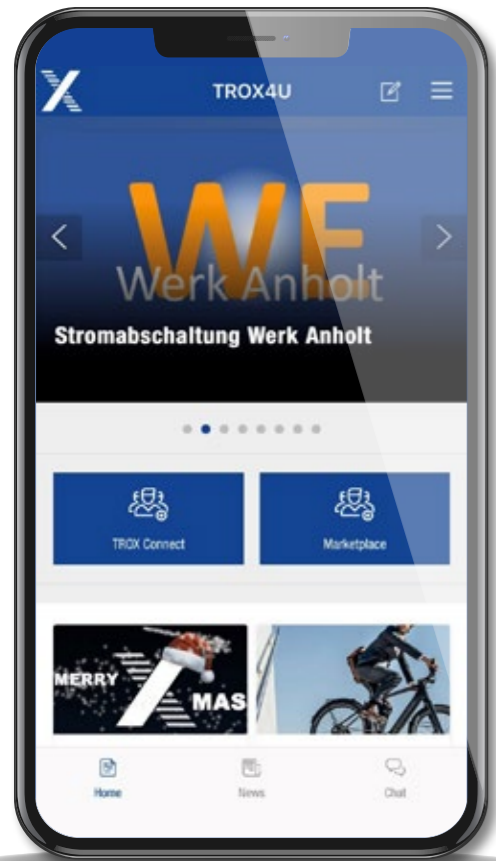 TROX4U
WF
Werk Anholt
Stromabschaltung Werk Anholt
TROX Connect
Marketplace
MERRY X MAS
Home
News
Chat